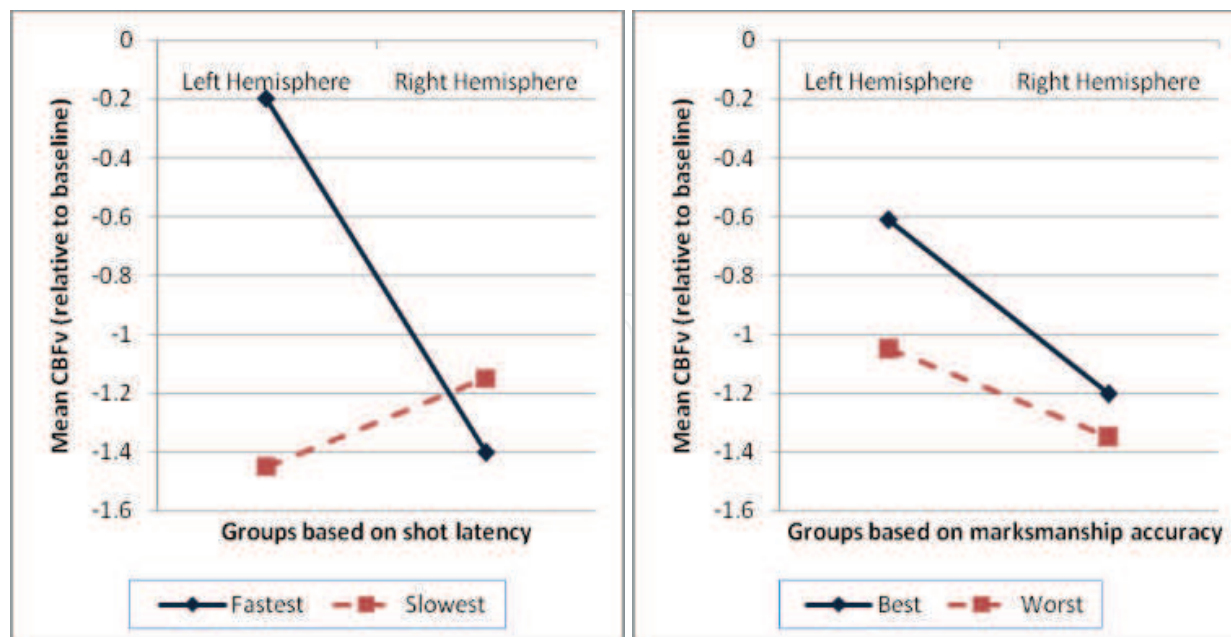 0
Left Hemisphere Right Hemisphere
-0.2
-0.4
-0.6
-0.8
-1
-1.2
-1.4
-1.6
Mean CBFv (relative to baseline)
Groups based on shot latency
Fastest Slowest
0
Left Hemisphere Right Hemisphere
-0.2
-0.4
-0.6
-0.8
-1
-1.2
-1.4
-1.6
Mean CBFv (relative to baseline)
Groups based on marksmanship accuracy
Best Worst